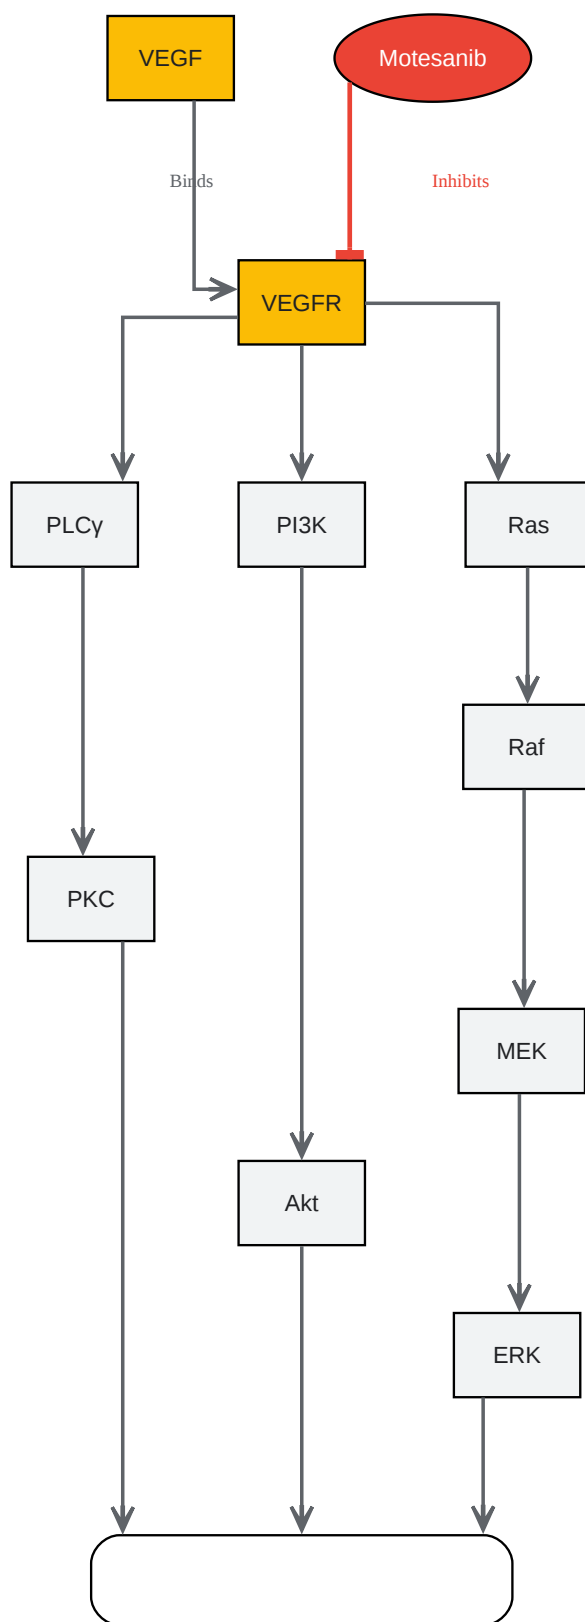 VEGF
Motesanib
Binds
Inhibits
VEGFR
PLCγ
PI3K
Ras
Raf
PKC
MEK
Akt
ERK